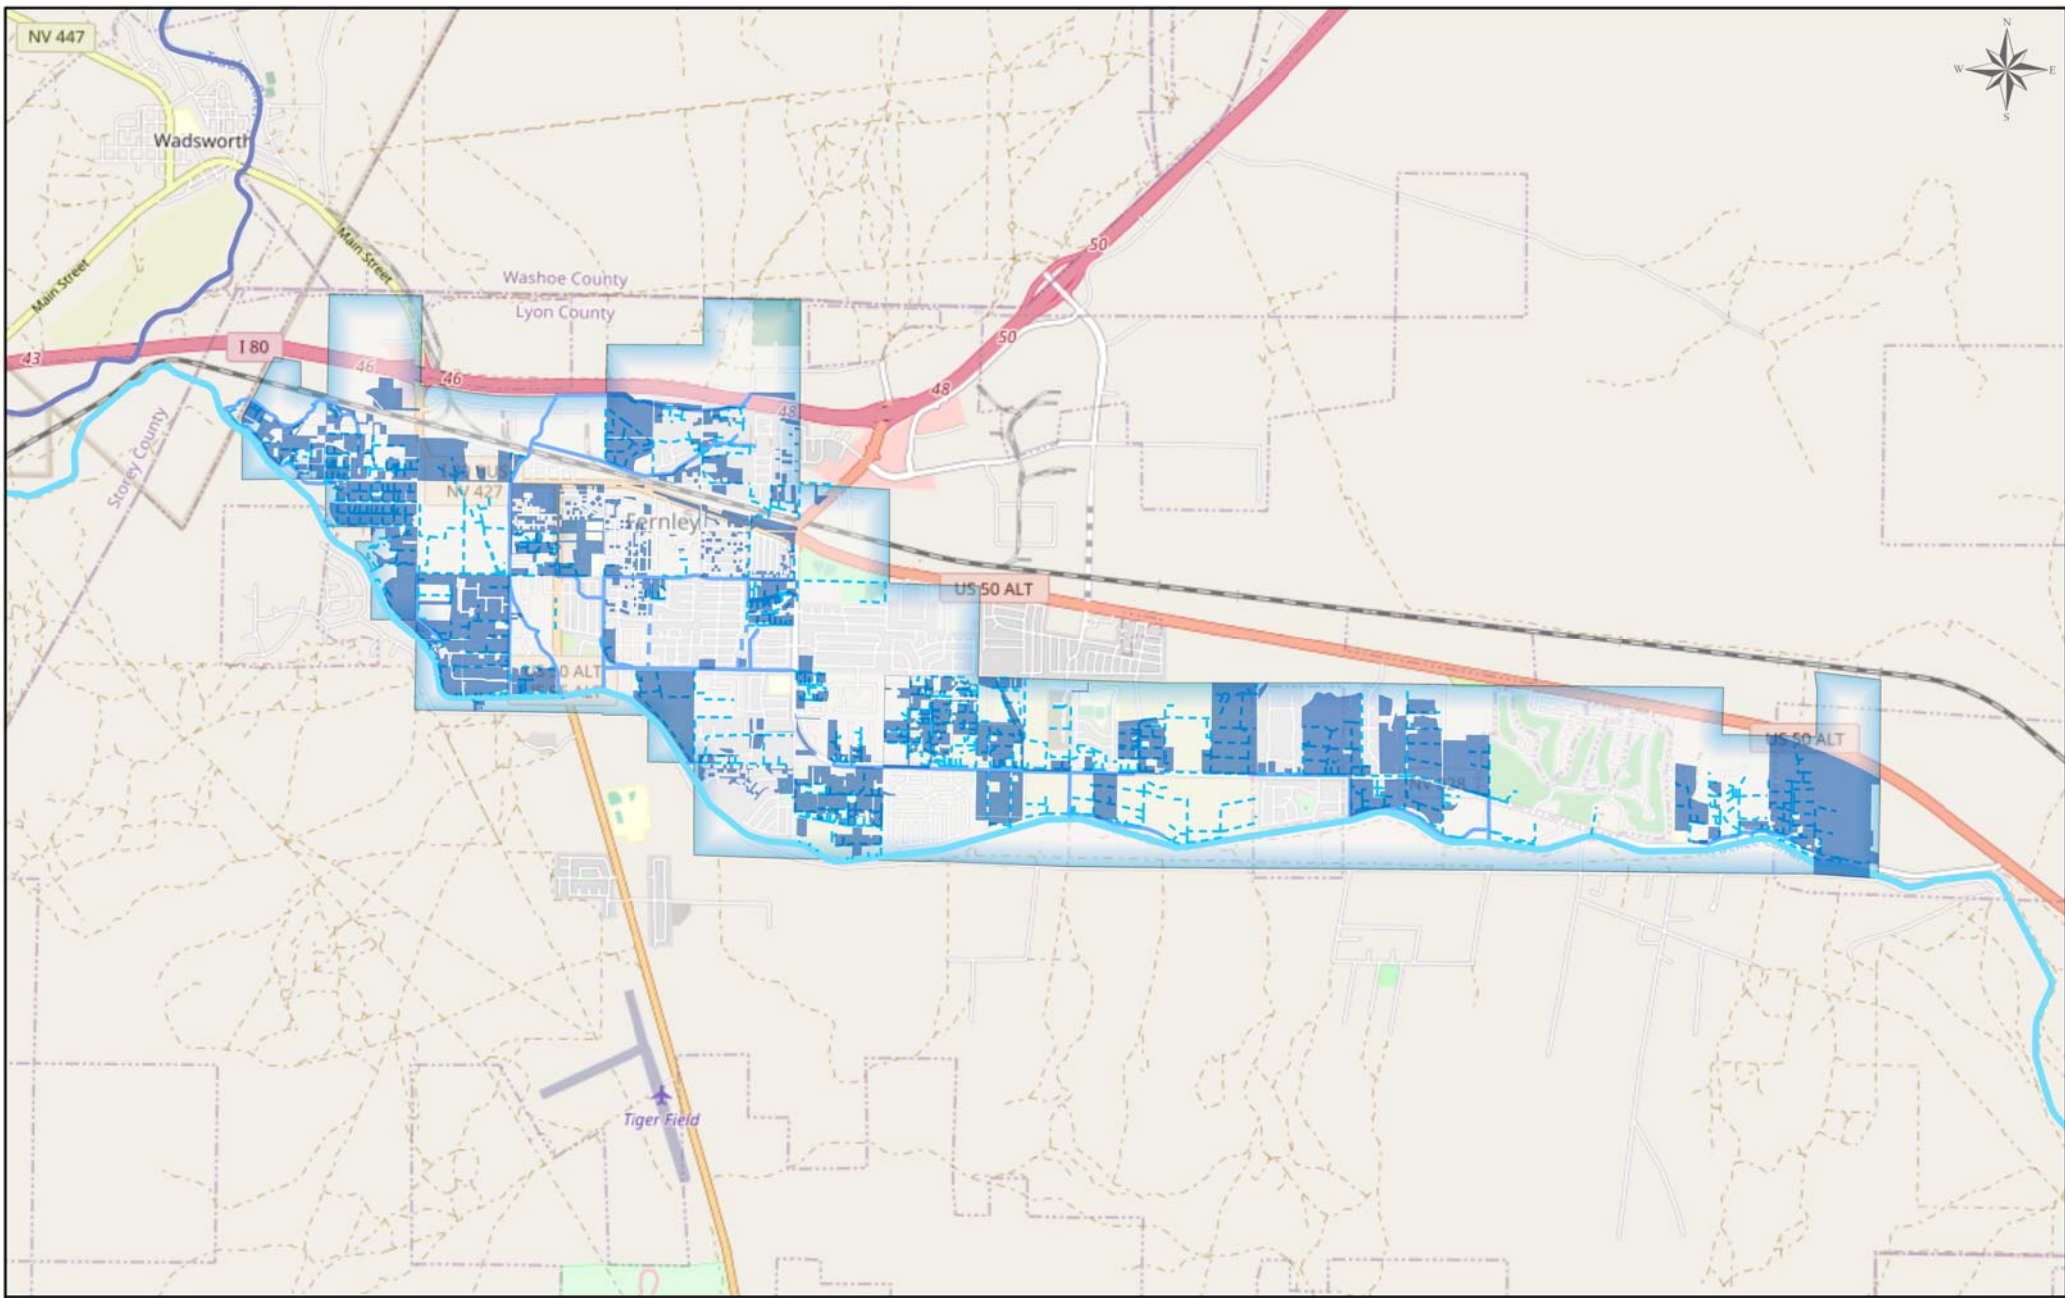 N
W E
S
NV 447
Wadsworth
Main Street
Main Street
Washoe County
Lyon County
50
50
43
I 80
46
46
48
48
Storey County
NV 427
Fernley
US 50 ALT
US 50 ALT
Tiger Field